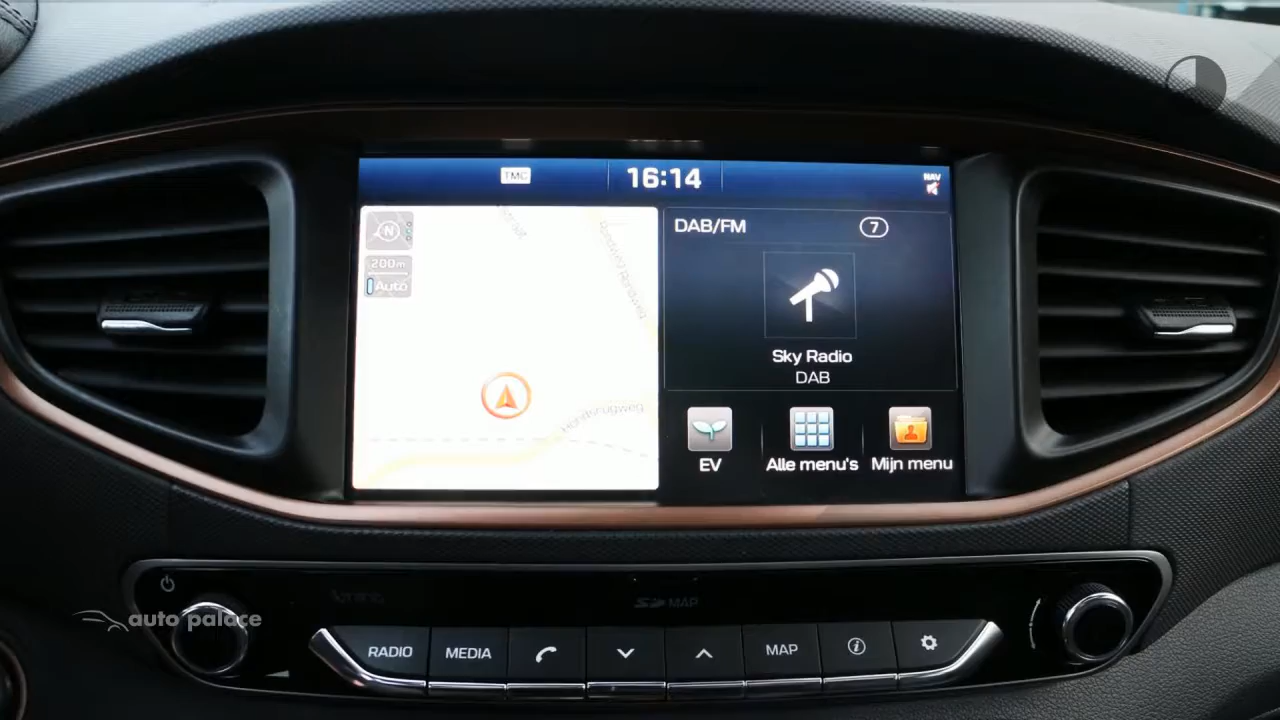 TMC
16:14
NAV
N
200m
Auto
DAB/FM
7
Sky Radio
DAB
EV
Alle menu's
Mijn menu
SD MAP
auto palace
RADIO
MEDIA
MAP